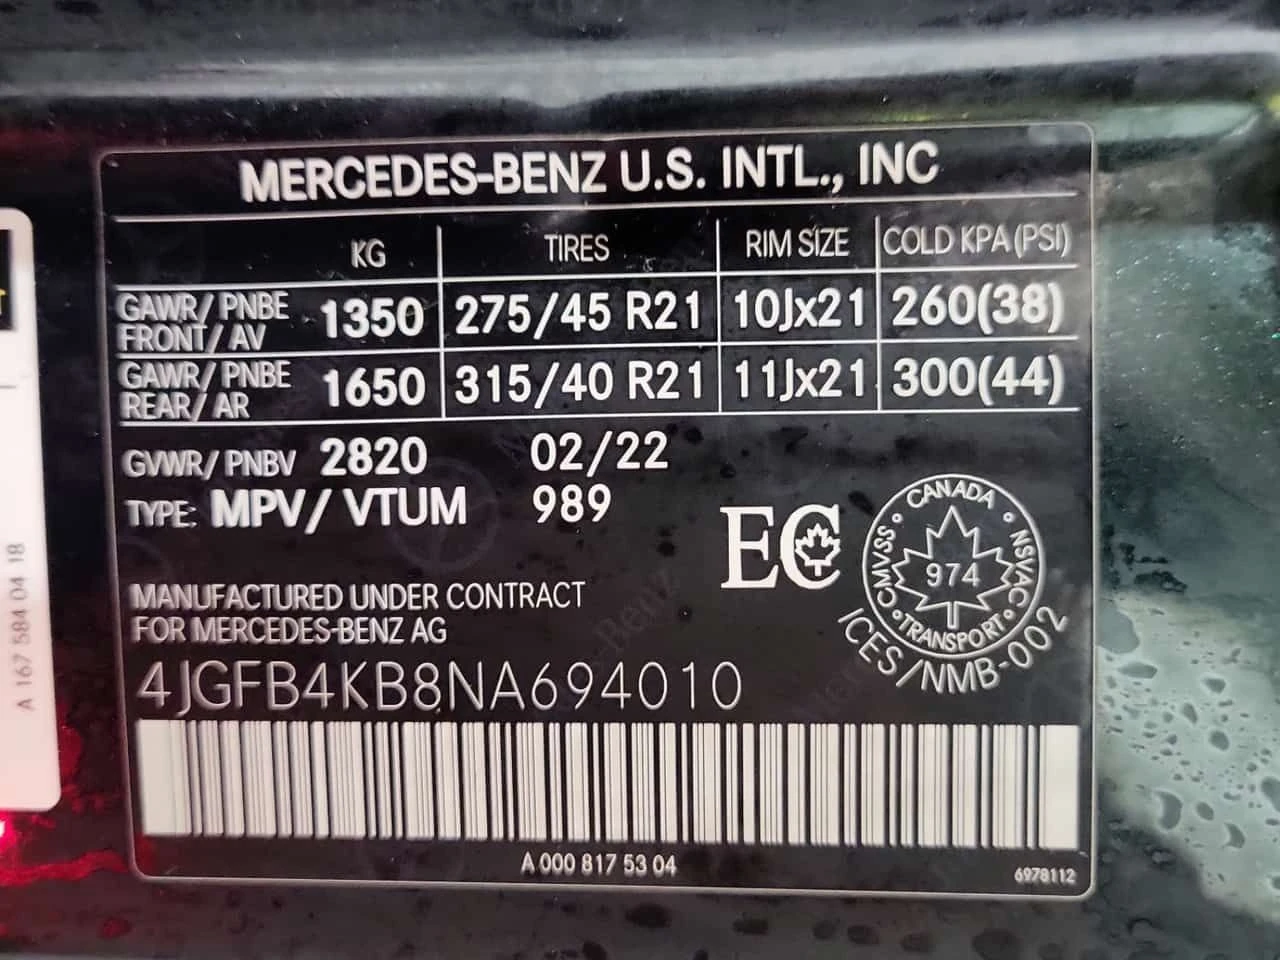 MERCEDES-BENZ U.S. INTL., INC
KG TIRES RIM SIZE COLD KPA (PSI)
GAWR/ PNBE FRONT/ AV 1350 275/45 R21 10Jx21 260(38)
GAWR/ PNBE REAR/ AR 1650 315/40 R21 11Jx21 300(44)
GVWR/ PNBV 2820 02/22
TYPE: MPV/ VTUM 989
EC
CANADA
CMVSS NSVAC
974
TRANSPORT
ICES/NMB-002
MANUFACTURED UNDER CONTRACT
FOR MERCEDES-BENZ AG
4JGFB4KB8NA694010
A 000 817 53 04
6978112
A 167 584 04 18